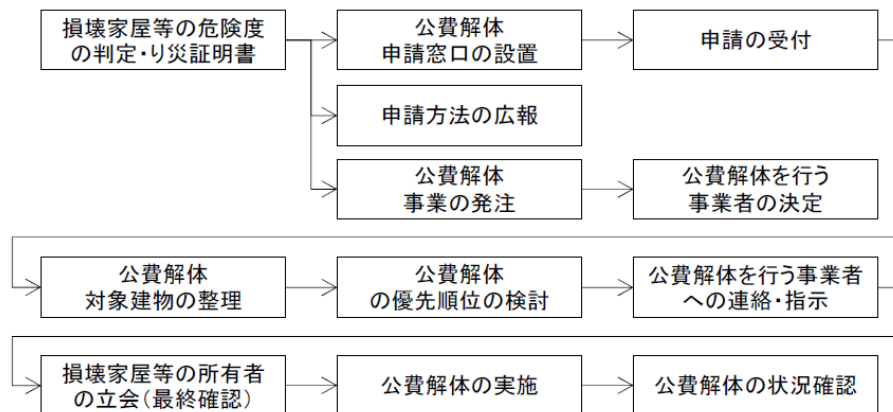 損壊家屋等の危険度
の判定・り災証明書
公費解体
申請窓口の設置
申請の受付
申請方法の広報
公費解体
事業の発注
公費解体を行う
事業者の決定
公費解体
対象建物の整理
公費解体
の優先順位の検討
公費解体を行う事業者
への連絡・指示
損壊家屋等の所有者
の立会(最終確認)
公費解体の実施
公費解体の状況確認